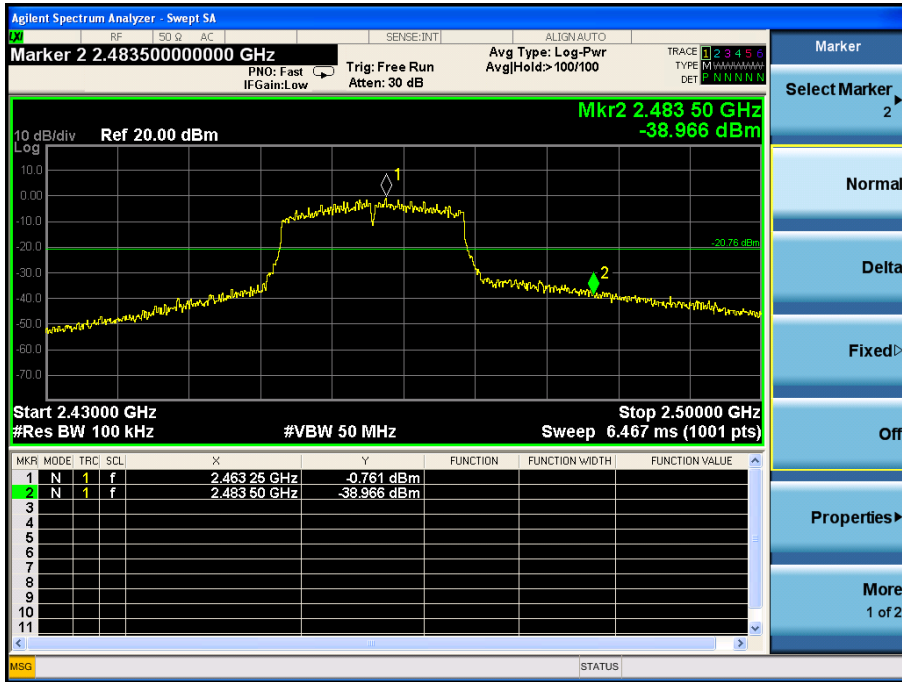 Agilent Spectrum Analyzer - Swept SA
LXI RF 50 Ω AC SENSE:INT ALIGN AUTO
Marker 2 2.483500000000 GHz
PNO: Fast
IFGain:Low
Trig: Free Run
Atten: 30 dB
Avg Type: Log-Pwr
Avg|Hold:>100/100
TRACE 1 2 3 4 5 6
TYPE M WWWWW
DET P N N N N N
Mkr2 2.483 50 GHz
-38.966 dBm
10 dB/div Ref 20.00 dBm
Log
10.0
0.00
-10.0
-20.0
-30.0
-40.0
-50.0
-60.0
-70.0
1
-20.76 dBm
2
Start 2.43000 GHz Stop 2.50000 GHz
#Res BW 100 kHz #VBW 50 MHz Sweep 6.467 ms (1001 pts)
MKR MODE TRC SCL X Y FUNCTION FUNCTION WIDTH FUNCTION VALUE
1 N 1 f 2.463 25 GHz -0.761 dBm
2 N 1 f 2.483 50 GHz -38.966 dBm
3
4
5
6
7
8
9
10
11
MSG STATUS
Marker
Select Marker
2
Normal
Delta
Fixed
Off
Properties
More
1 of 2